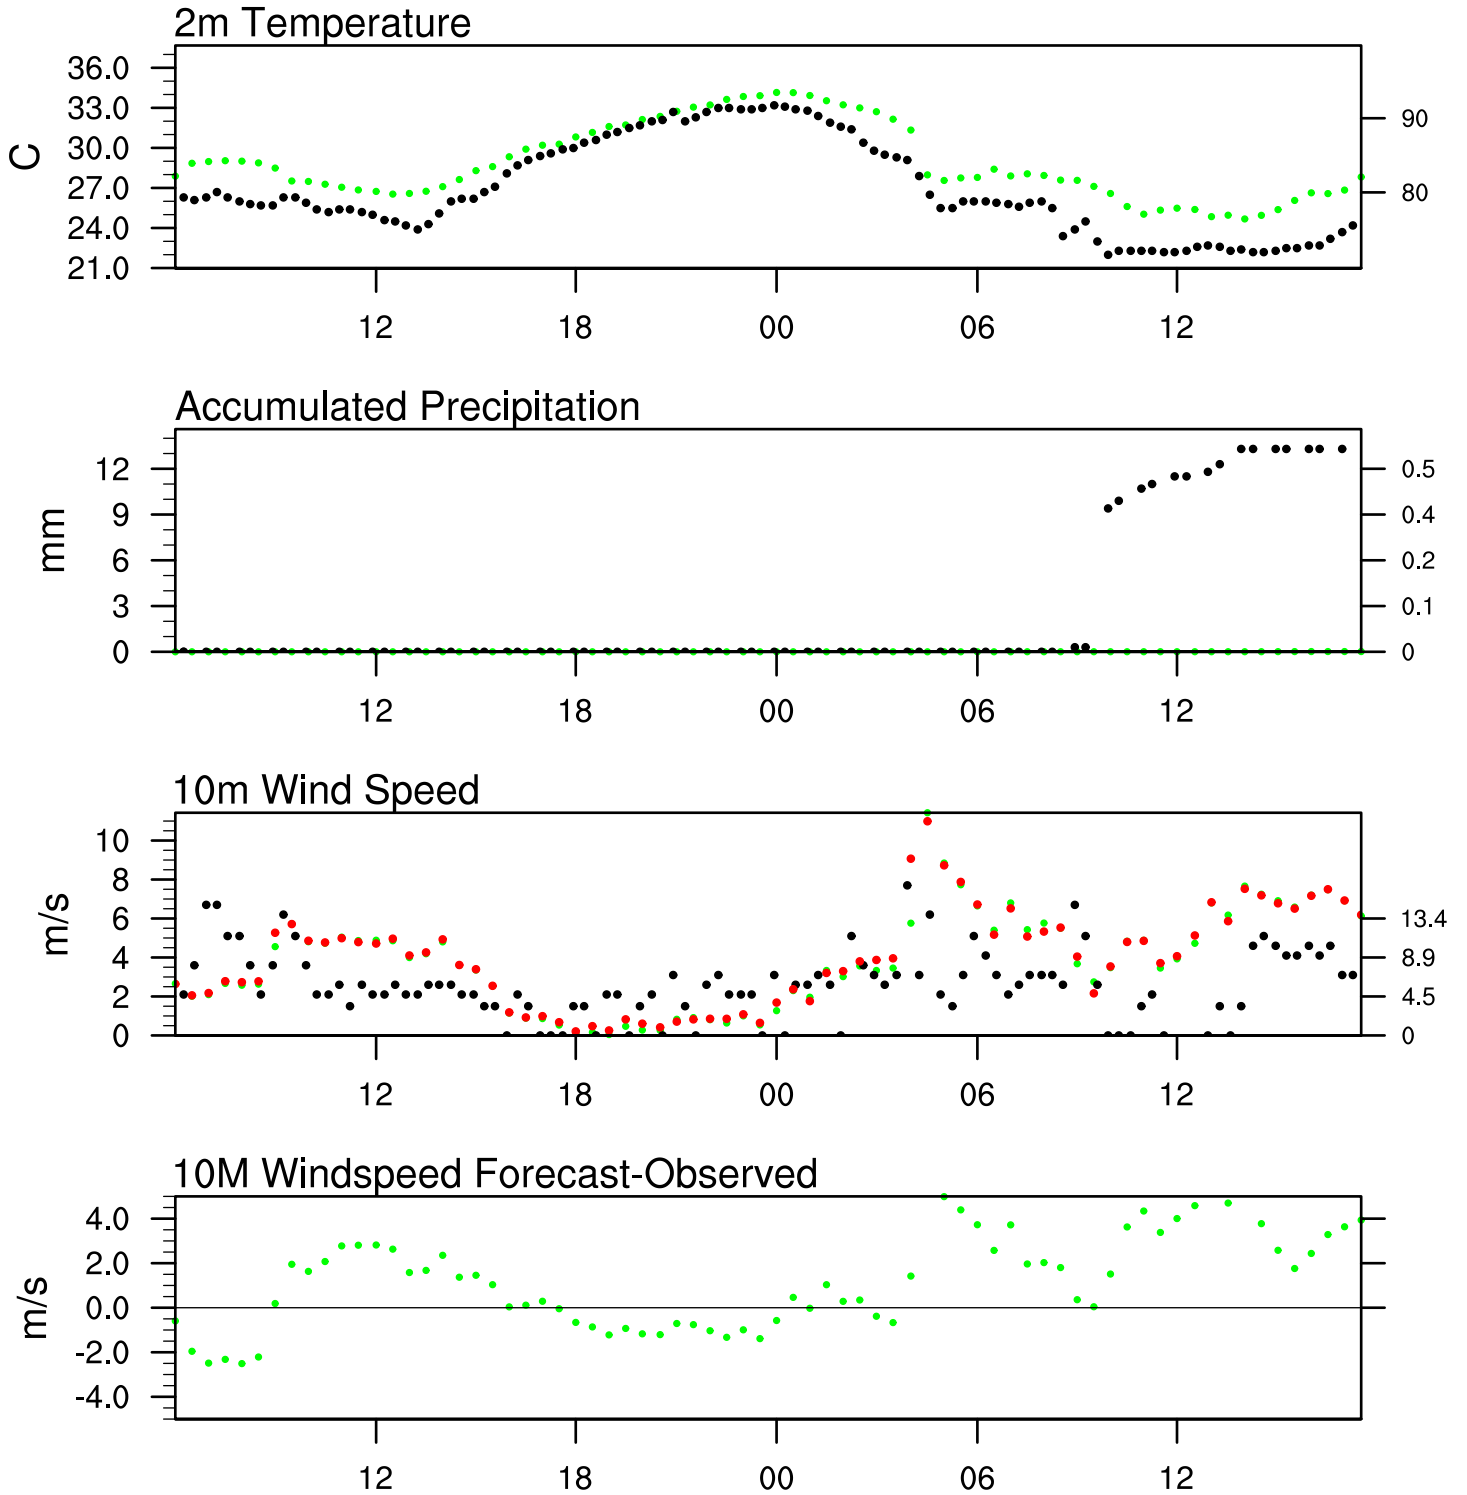 2m Temperature
36.0
33.0
90
30.0
C
27.0
80
24.0
21.0
12 18 00 06 12
Accumulated Precipitation
12 0.5
9 0.4
mm
6 0.2
3 0.1
0 0
12 18 00 06 12
10m Wind Speed
10
8
6 13.4
m/s
4 8.9
2 4.5
0 0
12 18 00 06 12
10M Windspeed Forecast-Observed
4.0
2.0
m/s
0.0
-2.0
-4.0
12 18 00 06 12